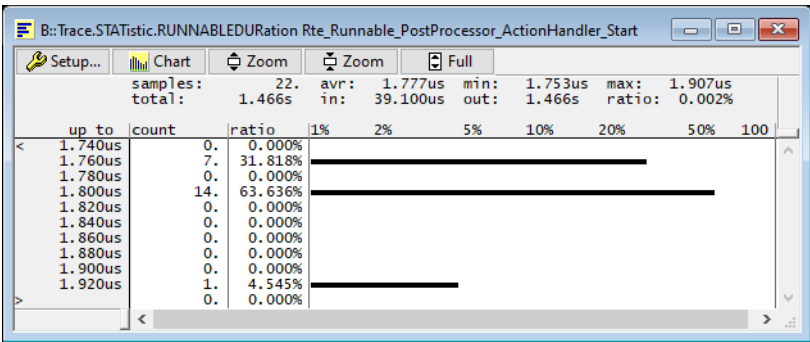 B::Trace.STATistic.RUNNABLEDURation Rte_Runnable_PostProcessor_ActionHandler_Start
Setup... Chart Zoom Zoom Full
samples: 22. avr: 1.777us min: 1.753us max: 1.907us
total: 1.466s in: 39.100us out: 1.466s ratio: 0.002%
up to count ratio 1% 2% 5% 10% 20% 50% 100
< 1.740us 0. 0.000%
1.760us 7. 31.818%
1.780us 0. 0.000%
1.800us 14. 63.636%
1.820us 0. 0.000%
1.840us 0. 0.000%
1.860us 0. 0.000%
1.880us 0. 0.000%
1.900us 0. 0.000%
1.920us 1. 4.545%
> 0. 0.000%